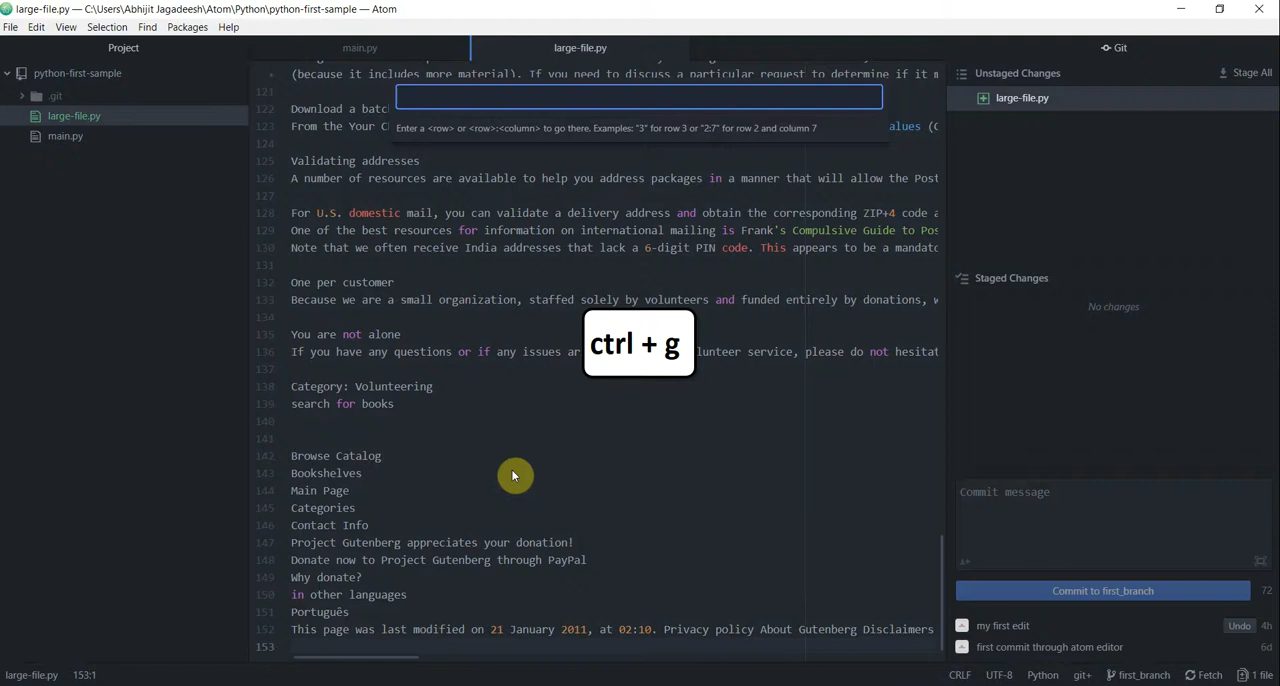 large-file.py — C:\Users\Abhijit Jagadeesh\Atom\Python\python-first-sample — Atom
File Edit View Selection Find Packages Help
Project
main.py
large-file.py
Git
python-first-sample
.git
large-file.py
main.py
(because it includes more material). If you need to discuss a particular request to determine if it m
121
122 Download a batc
123 From the Your C alues (C
124
125 Validating addresses
126 A number of resources are available to help you address packages in a manner that will allow the Post
127
128 For U.S. domestic mail, you can validate a delivery address and obtain the corresponding ZIP+4 code a
129 One of the best resources for information on international mailing is Frank's Compulsive Guide to Pos
130 Note that we often receive India addresses that lack a 6-digit PIN code. This appears to be a mandato
131
132 One per customer
133 Because we are a small organization, staffed solely by volunteers and funded entirely by donations, w
134
135 You are not alone
136 If you have any questions or if any issues ar lunteer service, please do not hesitat
137
138 Category: Volunteering
139 search for books
140
141
142 Browse Catalog
143 Bookshelves
144 Main Page
145 Categories
146 Contact Info
147 Project Gutenberg appreciates your donation!
148 Donate now to Project Gutenberg through PayPal
149 Why donate?
150 in other languages
151 Português
152 This page was last modified on 21 January 2011, at 02:10. Privacy policy About Gutenberg Disclaimers
153
Enter a <row> or <row>:<column> to go there. Examples: "3" for row 3 or "2:7" for row 2 and column 7
ctrl + g
Unstaged Changes
Stage All
large-file.py
Staged Changes
No changes
Commit message
Commit to first_branch
72
my first edit
Undo
4h
first commit through atom editor
6d
large-file.py 153:1
CRLF UTF-8 Python git+ first_branch Fetch 1 file